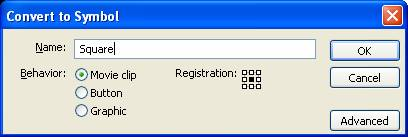 Convert to Symbol
Name: Square OK
Behavior: Movie clip Registration: Cancel
Button
Graphic Advanced